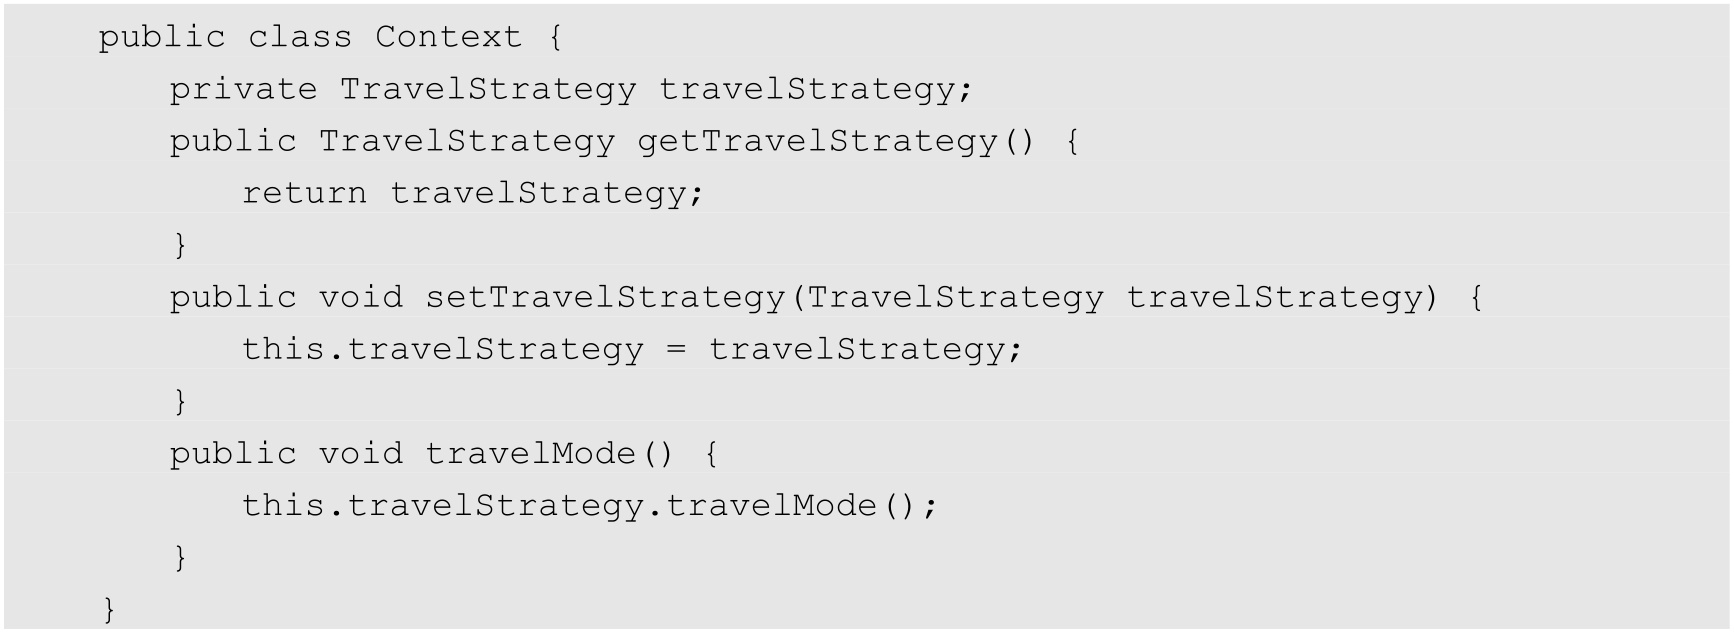 public class Context {
    private TravelStrategy travelStrategy;
    public TravelStrategy getTravelStrategy() {
        return travelStrategy;
    }
    public void setTravelStrategy(TravelStrategy travelStrategy) {
        this.travelStrategy = travelStrategy;
    }
    public void travelMode() {
        this.travelStrategy.travelMode();
    }
}